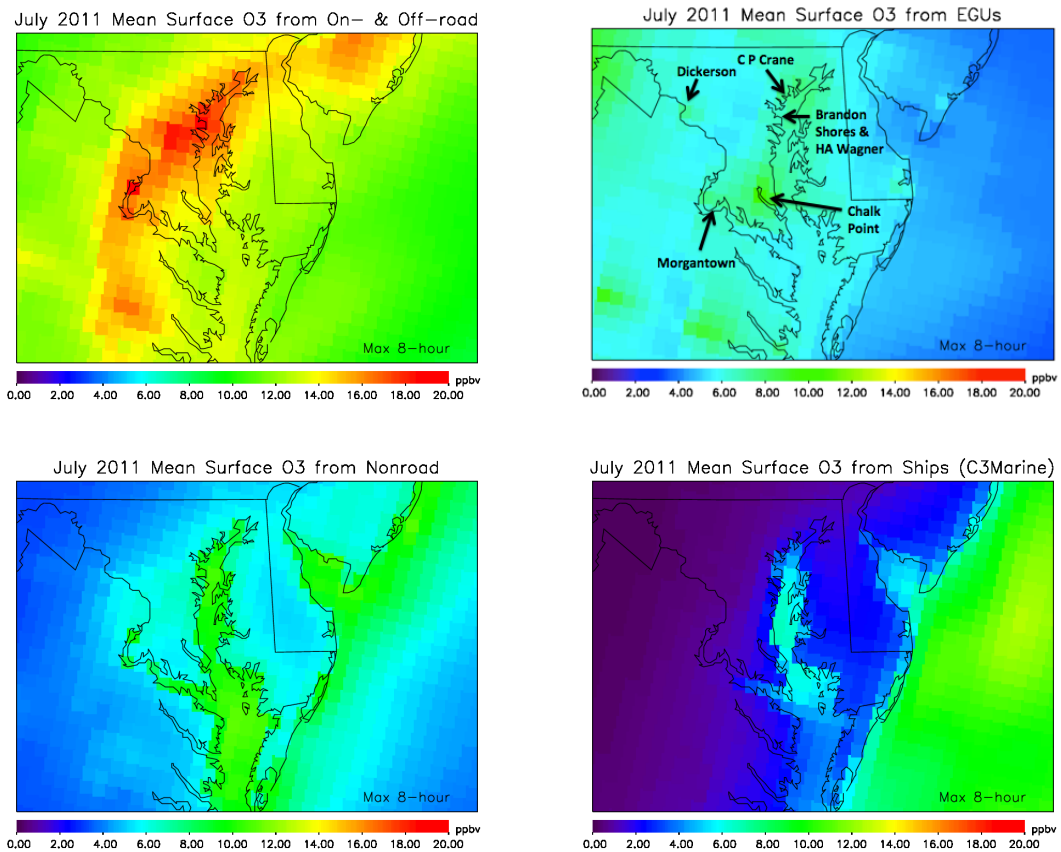 July 2011 Mean Surface O3 from On- & Off-road
Max 8-hour
ppbv
0.00 2.00 4.00 6.00 8.00 10.00 12.00 14.00 16.00 18.00 20.00
July 2011 Mean Surface O3 from EGUs
C P Crane
Dickerson
Brandon
Shores &
HA Wagner
Chalk
Point
Morgantown
Max 8-hour
ppbv
0.00 2.00 4.00 6.00 8.00 10.00 12.00 14.00 16.00 18.00 20.00
July 2011 Mean Surface O3 from Nonroad
Max 8-hour
ppbv
0.00 2.00 4.00 6.00 8.00 10.00 12.00 14.00 16.00 18.00 20.00
July 2011 Mean Surface O3 from Ships (C3Marine)
Max 8-hour
ppbv
0.00 2.00 4.00 6.00 8.00 10.00 12.00 14.00 16.00 18.00 20.00